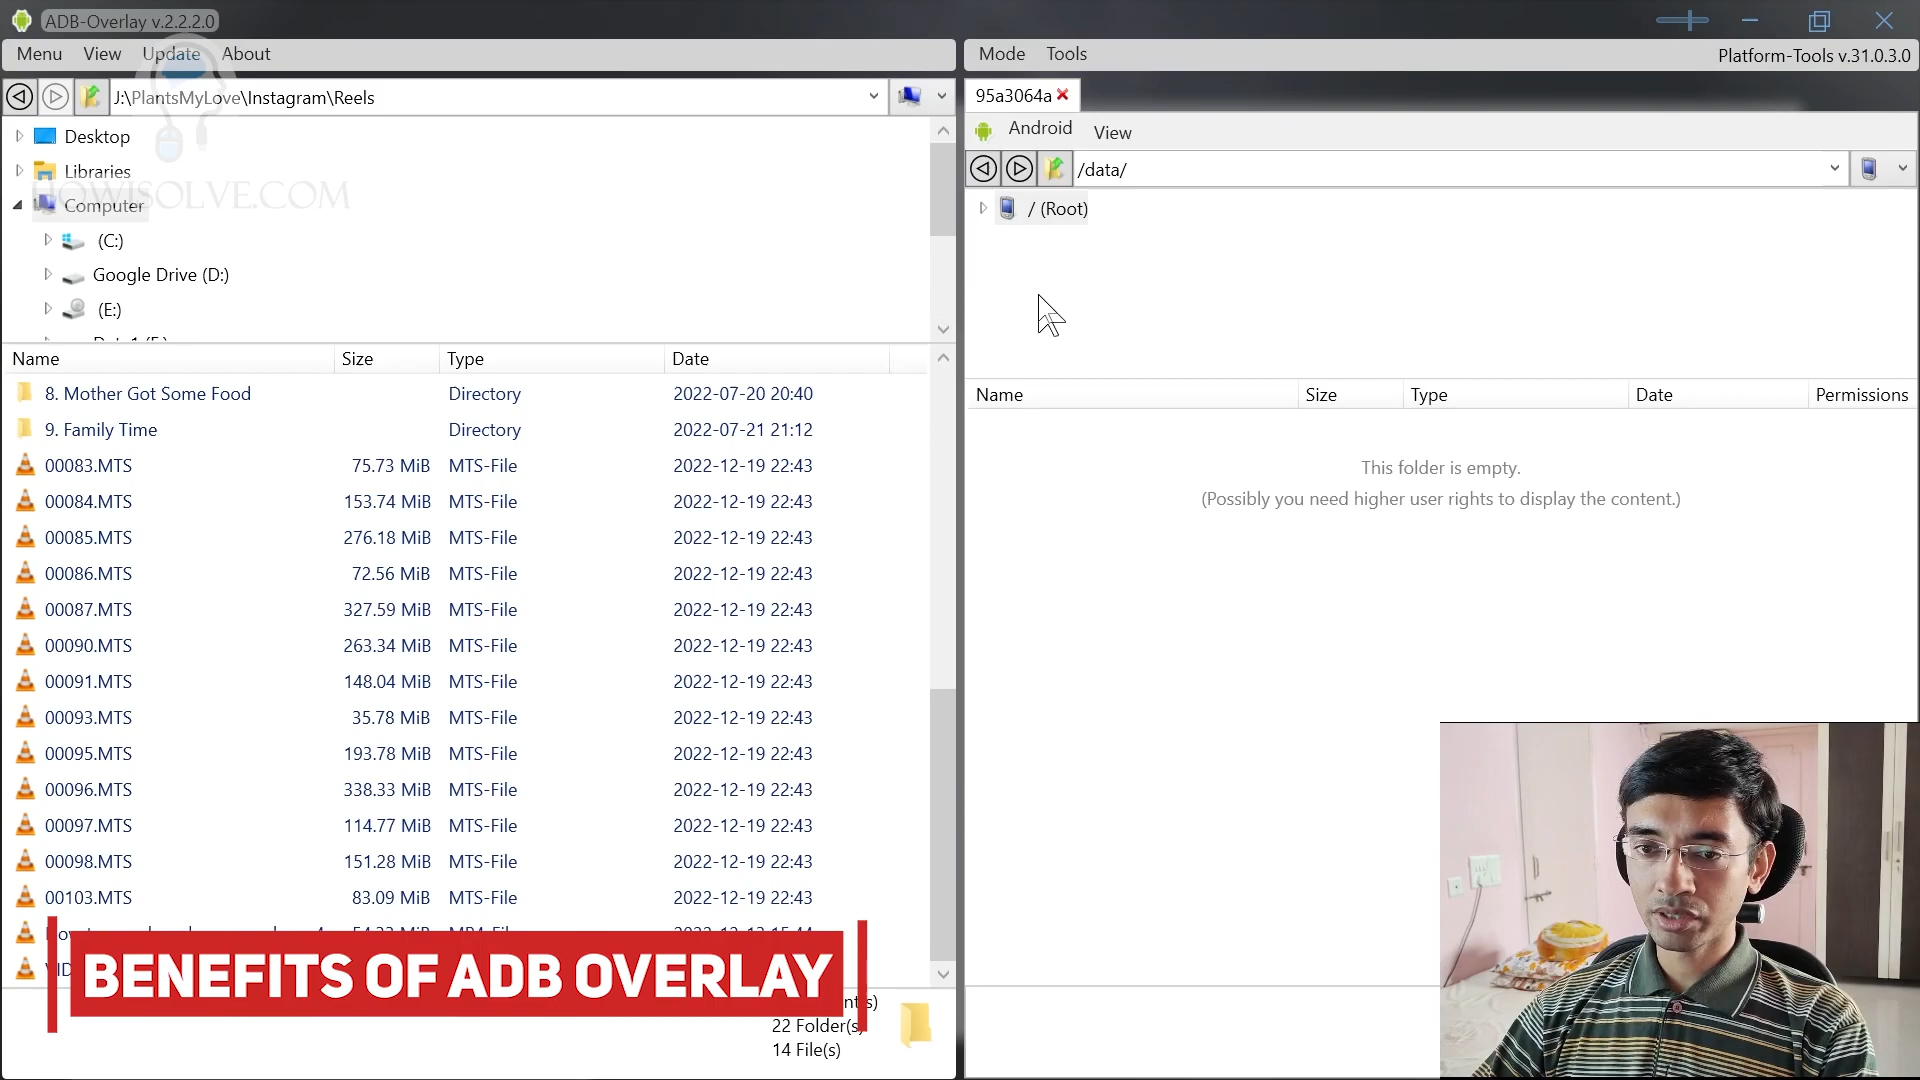 ADB-Overlay v.2.2.2.0
Menu View Update About
J:\PlantsMyLove\Instagram\Reels
Desktop
Libraries
HOWISOLVE.COM
Computer
(C:)
Google Drive (D:)
(E:)
Name Size Type Date
8. Mother Got Some Food Directory 2022-07-20 20:40
9. Family Time Directory 2022-07-21 21:12
00083.MTS 75.73 MiB MTS-File 2022-12-19 22:43
00084.MTS 153.74 MiB MTS-File 2022-12-19 22:43
00085.MTS 276.18 MiB MTS-File 2022-12-19 22:43
00086.MTS 72.56 MiB MTS-File 2022-12-19 22:43
00087.MTS 327.59 MiB MTS-File 2022-12-19 22:43
00090.MTS 263.34 MiB MTS-File 2022-12-19 22:43
00091.MTS 148.04 MiB MTS-File 2022-12-19 22:43
00093.MTS 35.78 MiB MTS-File 2022-12-19 22:43
00095.MTS 193.78 MiB MTS-File 2022-12-19 22:43
00096.MTS 338.33 MiB MTS-File 2022-12-19 22:43
00097.MTS 114.77 MiB MTS-File 2022-12-19 22:43
00098.MTS 151.28 MiB MTS-File 2022-12-19 22:43
00103.MTS 83.09 MiB MTS-File 2022-12-19 22:43
BENEFITS OF ADB OVERLAY
22 Folder(s)
14 File(s)
Mode Tools
Platform-Tools v.31.0.3.0
95a3064a
Android View
/data/
/ (Root)
Name Size Type Date Permissions
This folder is empty.
(Possibly you need higher user rights to display the content.)